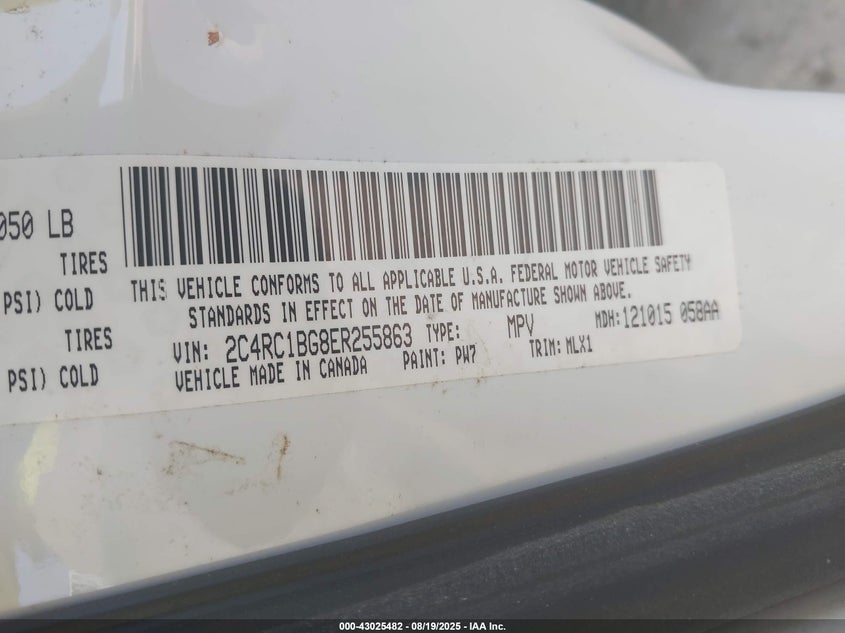 050 LB
TIRES
PSI) COLD
TIRES
PSI) COLD
THIS VEHICLE CONFORMS TO ALL APPLICABLE U.S.A. FEDERAL MOTOR VEHICLE SAFETY
STANDARDS IN EFFECT ON THE DATE OF MANUFACTURE SHOWN ABOVE.
VIN: 2C4RC1BG8ER255863 TYPE: MPV MDH: 121015 058AA
VEHICLE MADE IN CANADA PAINT: PW7 TRIM: MLX1
000-43025482 - 08/19/2025 - IAA Inc.